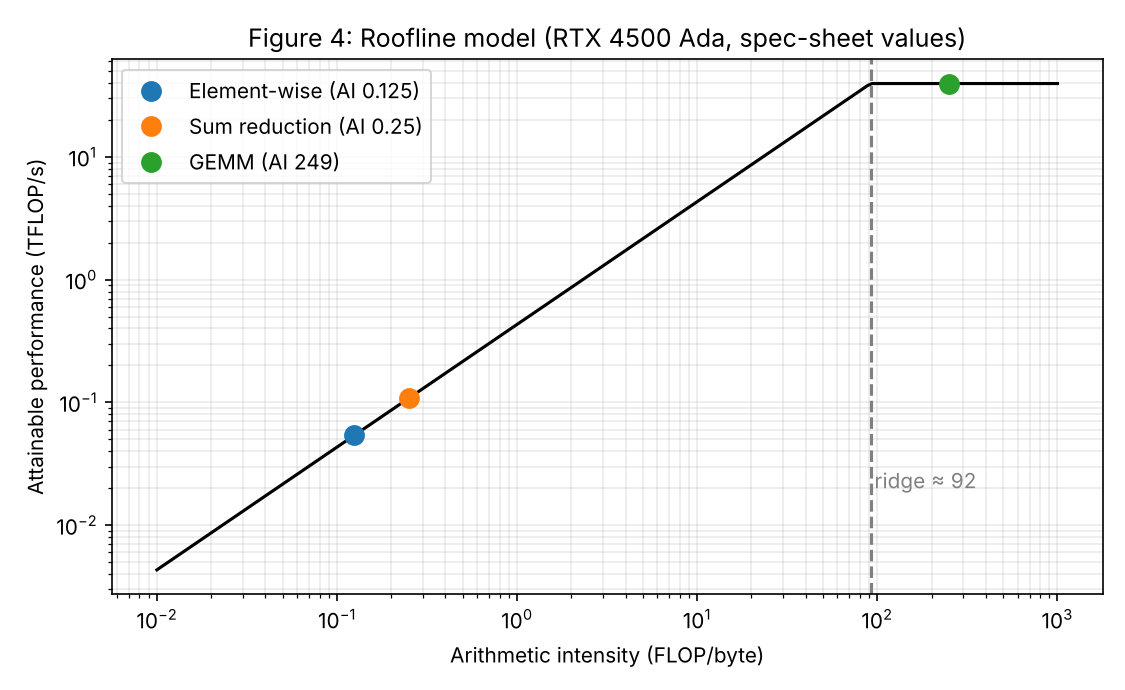 Figure 4: Roofline model (RTX 4500 Ada, spec-sheet values)
Element-wise (AI 0.125)
Sum reduction (AI 0.25)
GEMM (AI 249)
Attainable performance (TFLOP/s)
10¹
10⁰
10⁻¹
10⁻²
ridge ≈ 92
10⁻² 10⁻¹ 10⁰ 10¹ 10² 10³
Arithmetic intensity (FLOP/byte)